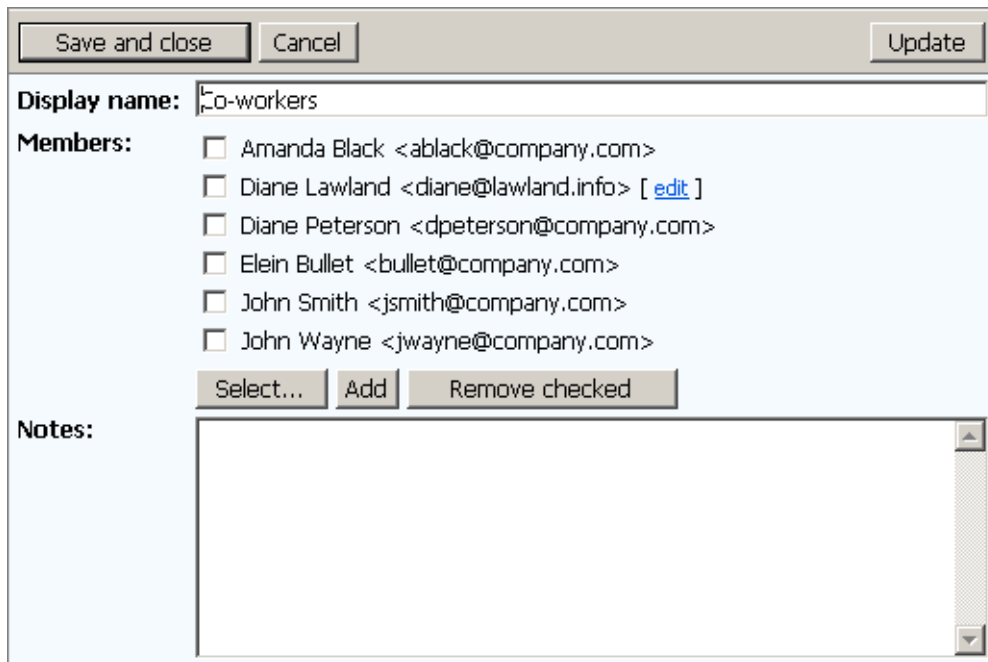 Save and close Cancel Update
Display name: Co-workers
Members: Amanda Black <ablack@company.com>
Diane Lawland <diane@lawland.info> [ edit ]
Diane Peterson <dpeterson@company.com>
Elein Bullet <bullet@company.com>
John Smith <jsmith@company.com>
John Wayne <jwayne@company.com>
Select... Add Remove checked
Notes: